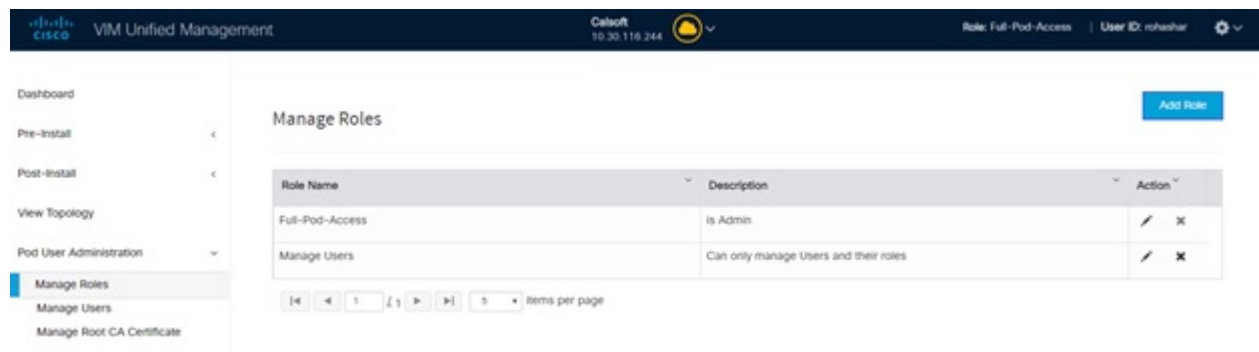 CISCO VIM Unified Management
Calsoft
10.30.116.244
Role: Full-Pod-Access | User ID: rohashar
Dashboard
Pre-Install
Post-Install
View Topology
Pod User Administration
Manage Roles
Manage Users
Manage Root CA Certificate
Manage Roles
Add Role
Role Name Description Action
Full-Pod-Access is Admin
Manage Users Can only manage Users and their roles
1 / 1 5 items per page